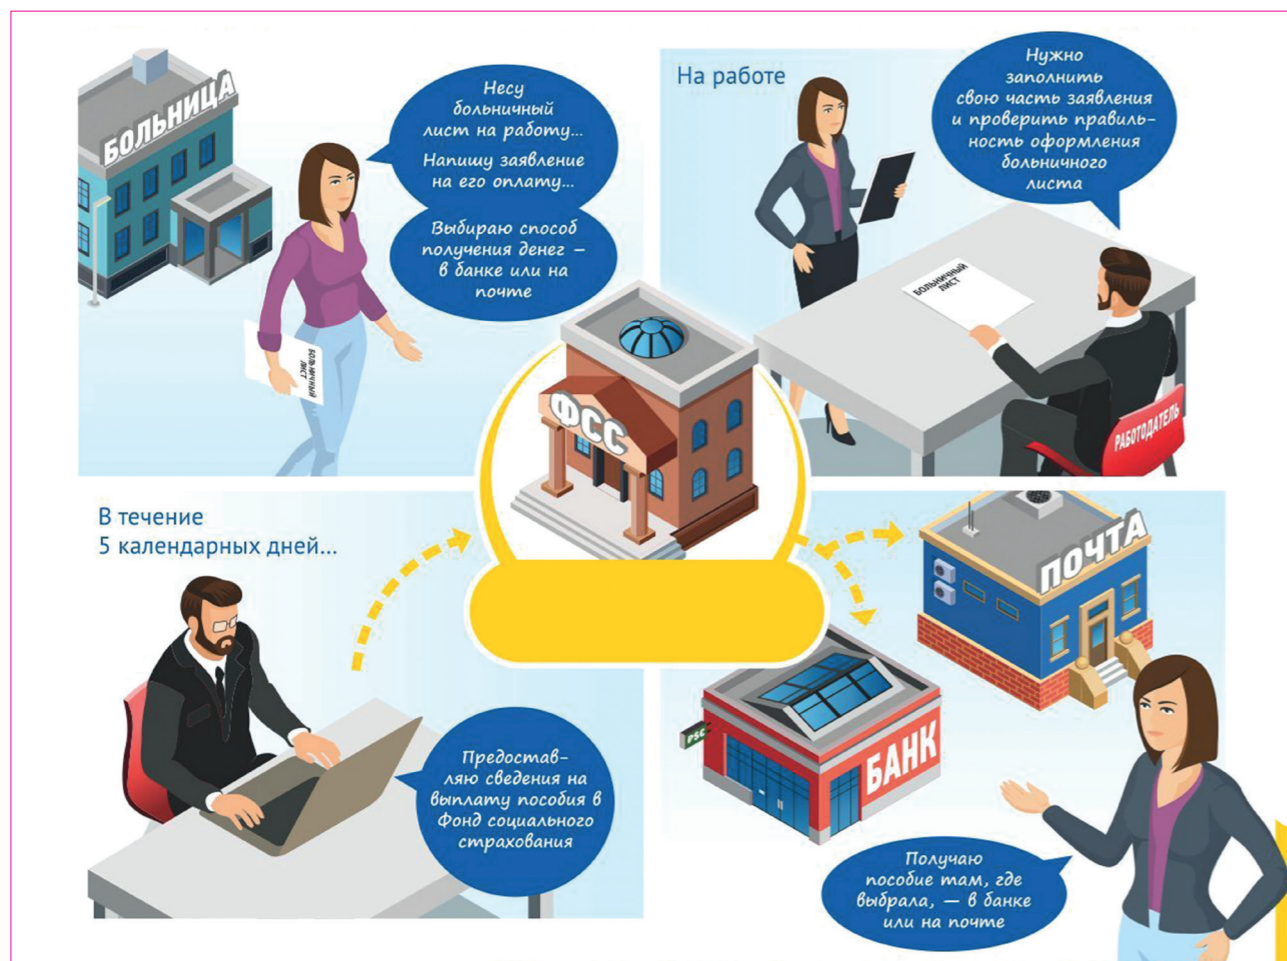 БОЛЬНИЦА
Несу
больничный
лист на работу...
Напишу заявление
на его оплату...
Выбираю способ
получения денег —
в банке или на
почте
БОЛЬНИЧНЫЙ
ЛИСТ
На работе
Нужно
заполнить
свою часть заявления
и проверить правиль-
ность оформления
больничного
листа
БОЛЬНИЧНЫЙ
ЛИСТ
РАБОТОДАТЕЛЬ
ФСС
В течение
5 календарных дней...
Предостав-
ляю сведения на
выплату пособия в
Фонд социального
страхования
ПОЧТА
PSC
БАНК
Получаю
пособие там, где
выбрала, — в банке
или на почте